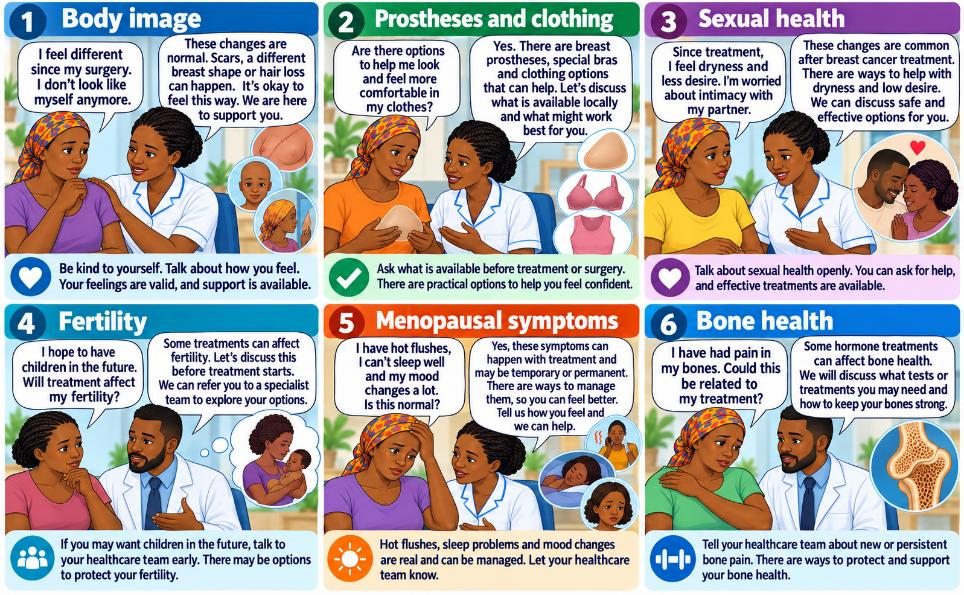 1 Body image
I feel different
since my surgery.
I don't look like
myself anymore.
These changes are
normal. Scars, a different
breast shape or hair loss
can happen. It's okay to
feel this way. We are here
to support you.
Be kind to yourself. Talk about how you feel.
Your feelings are valid, and support is available.
2 Prostheses and clothing
Are there options
to help me look
and feel more
comfortable in
my clothes?
Yes. There are breast
prostheses, special bras
and clothing options
that can help. Let's discuss
what is available locally
and what might work
best for you.
Ask what is available before treatment or surgery.
There are practical options to help you feel confident.
3 Sexual health
Since treatment,
I feel dryness and
less desire. I'm worried
about intimacy with
my partner.
These changes are common
after breast cancer treatment.
There are ways to help with
dryness and low desire.
We can discuss safe and
effective options for you.
Talk about sexual health openly. You can ask for help,
and effective treatments are available.
4 Fertility
I hope to have
children in the future.
Will treatment affect
my fertility?
Some treatments can affect
fertility. Let's discuss this
before treatment starts.
We can refer you to a specialist
team to explore your options.
If you may want children in the future, talk to
your healthcare team early. There may be options
to protect your fertility.
5 Menopausal symptoms
I have hot flushes,
I can't sleep well
and my mood
changes a lot.
Is this normal?
Yes, these symptoms can
happen with treatment and
may be temporary or permanent.
There are ways to manage
them, so you can feel better.
Tell us how you feel and
we can help.
Hot flushes, sleep problems and mood changes
are real and can be managed. Let your healthcare
team know.
6 Bone health
I have had pain in
my bones. Could this
be related to
my treatment?
Some hormone treatments
can affect bone health.
We will discuss what tests or
treatments you may need and
how to keep your bones strong.
Tell your healthcare team about new or persistent
bone pain. There are ways to protect and support
your bone health.